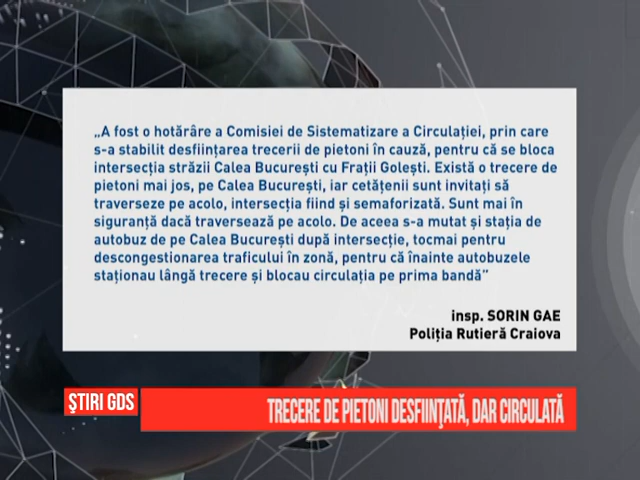 „A fost o hotărâre a Comisiei de Sistematizare a Circulației, prin care
s-a stabilit desființarea trecerii de pietoni în cauză, pentru că se bloca
intersecția străzii Calea București cu Frații Golești. Există o trecere de
pietoni mai jos, pe Calea București, iar cetățenii sunt invitați să
traverseze pe acolo, intersecția fiind și semaforizată. Sunt mai în
siguranță dacă traversează pe acolo. De aceea s-a mutat și stația de
autobuz de pe Calea București după intersecție, tocmai pentru
descongestionarea traficului în zonă, pentru că înainte autobuzele
staționau lângă trecere și blocau circulația pe prima bandă”
insp. SORIN GAE
Poliția Rutieră Craiova
ŞTIRI GDS
TRECERE DE PIETONI DESFIINŢATĂ, DAR CIRCULATĂ